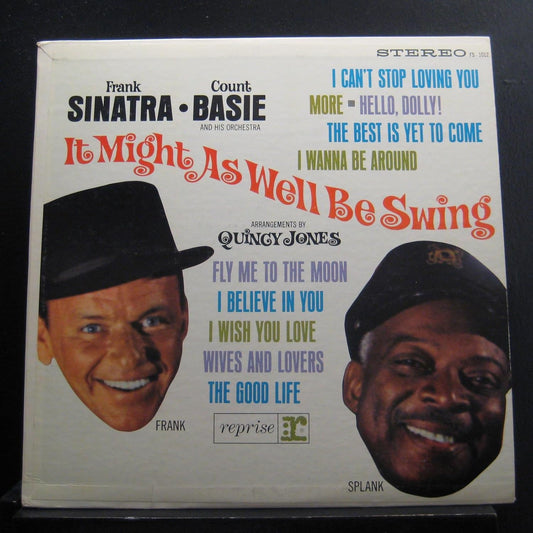 STEREO FS 1012
Frank Count
SINATRA • BASIE
AND HIS ORCHESTRA
I CAN'T STOP LOVING YOU
MORE = HELLO, DOLLY!
THE BEST IS YET TO COME
I WANNA BE AROUND
It Might As Well Be Swing
ARRANGEMENTS BY
QUINCY JONES
FLY ME TO THE MOON
I BELIEVE IN YOU
I WISH YOU LOVE
WIVES AND LOVERS
THE GOOD LIFE
reprise r:
FRANK
SPLANK